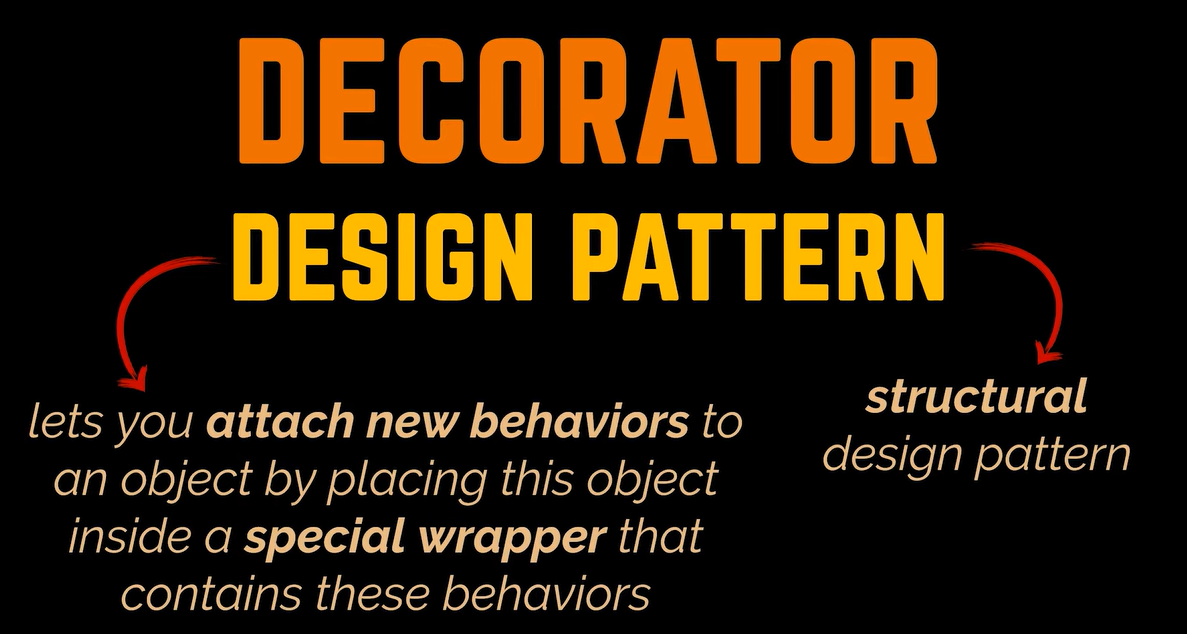 DECORATOR
DESIGN PATTERN
lets you attach new behaviors to
an object by placing this object
inside a special wrapper that
contains these behaviors
structural
design pattern